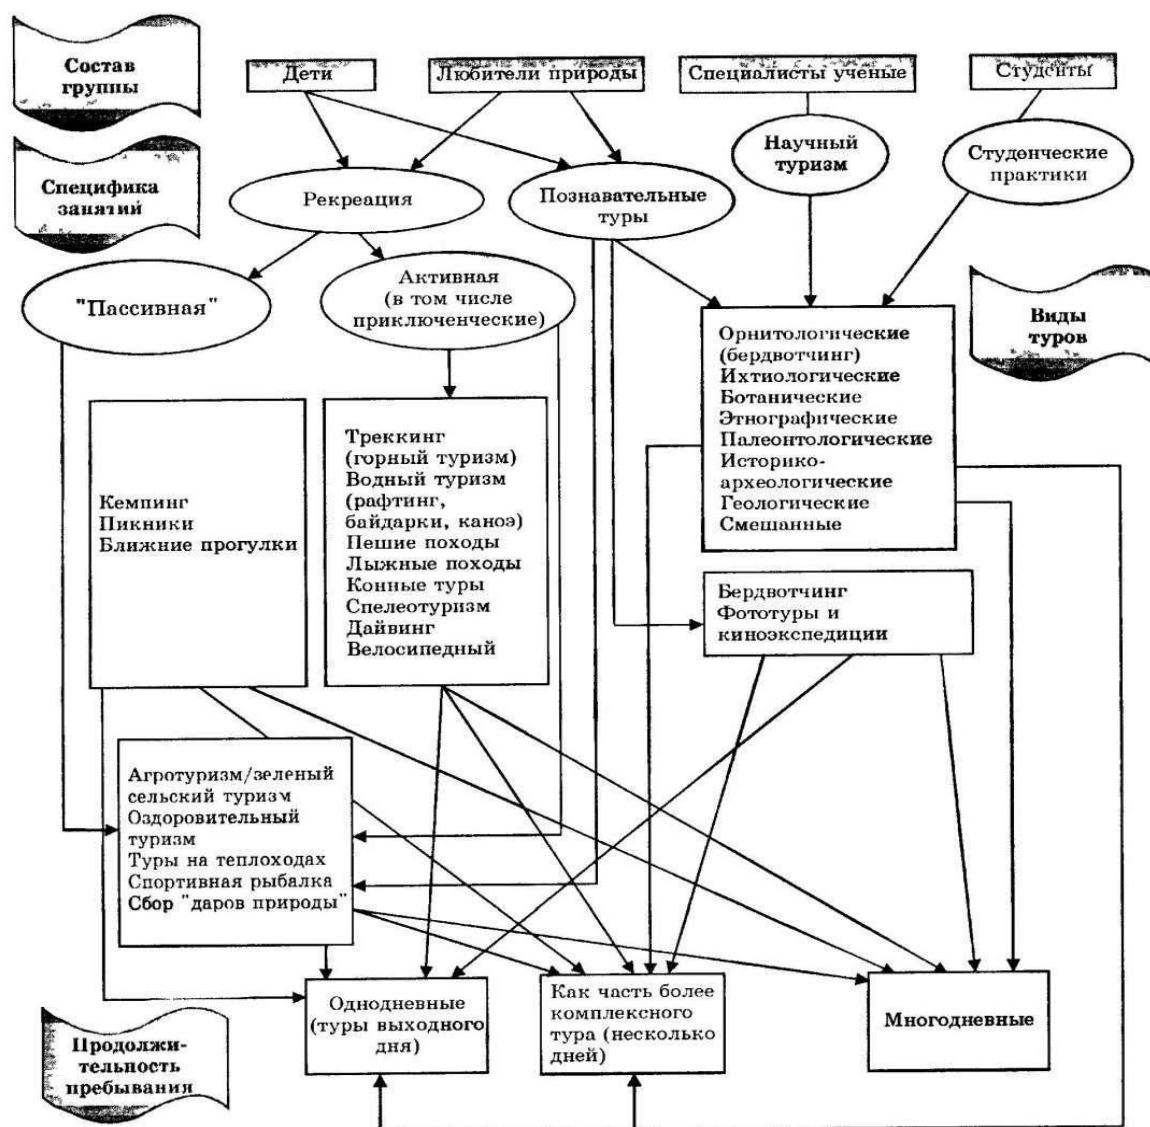 Состав
группы
Дети
Любители природы
Специалисты ученые
Студенты
Специфика
занятий
Научный
туризм
Студенческие
практики
Рекреация
Познавательные
туры
"Пассивная"
Активная
(в том числе
приключенческие)
Виды
туров
Орнитологические
(бердвотчинг)
Ихтиологические
Ботанические
Этнографические
Палеонтологические
Историко-
археологические
Геологические
Смешанные
Кемпинг
Пикники
Ближние прогулки
Треккинг
(горный туризм)
Водный туризм
(рафтинг,
байдарки, каноэ)
Пешие походы
Лыжные походы
Конные туры
Спелеотуризм
Дайвинг
Велосипедный
Бердвотчинг
Фототуры и
киноэкспедиции
Агротуризм/зеленый
сельский туризм
Оздоровительный
туризм
Туры на теплоходах
Спортивная рыбалка
Сбор "даров природы"
Продолжи-
тельность
пребывания
Однодневные
(туры выходного
дня)
Как часть более
комплексного
тура (несколько
дней)
Многодневные